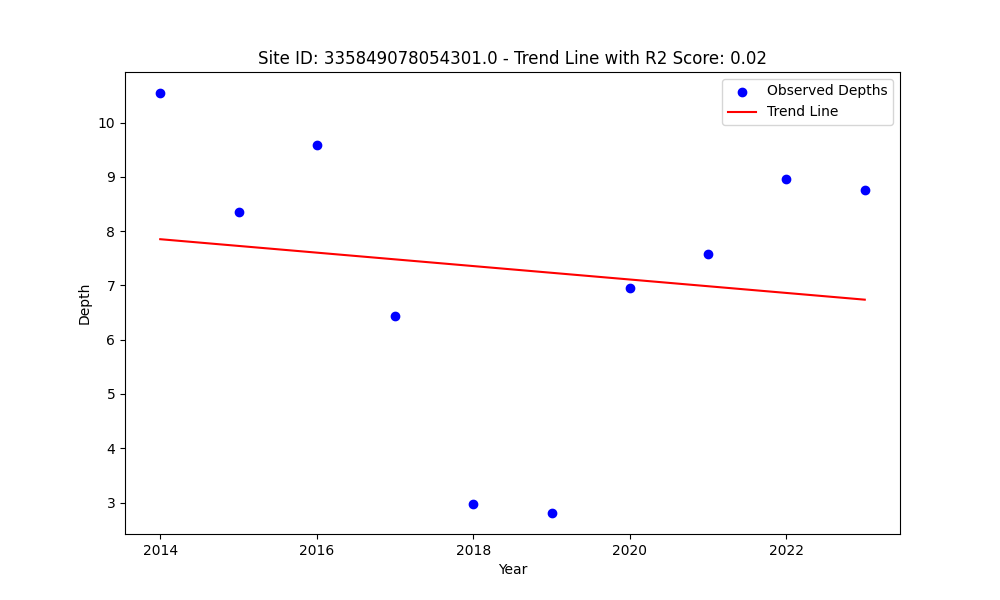 Site ID: 335849078054301.0 - Trend Line with R2 Score: 0.02
Observed Depths
Trend Line
10
9
8
7
6
5
4
3
Depth
2014
2016
2018
2020
2022
Year